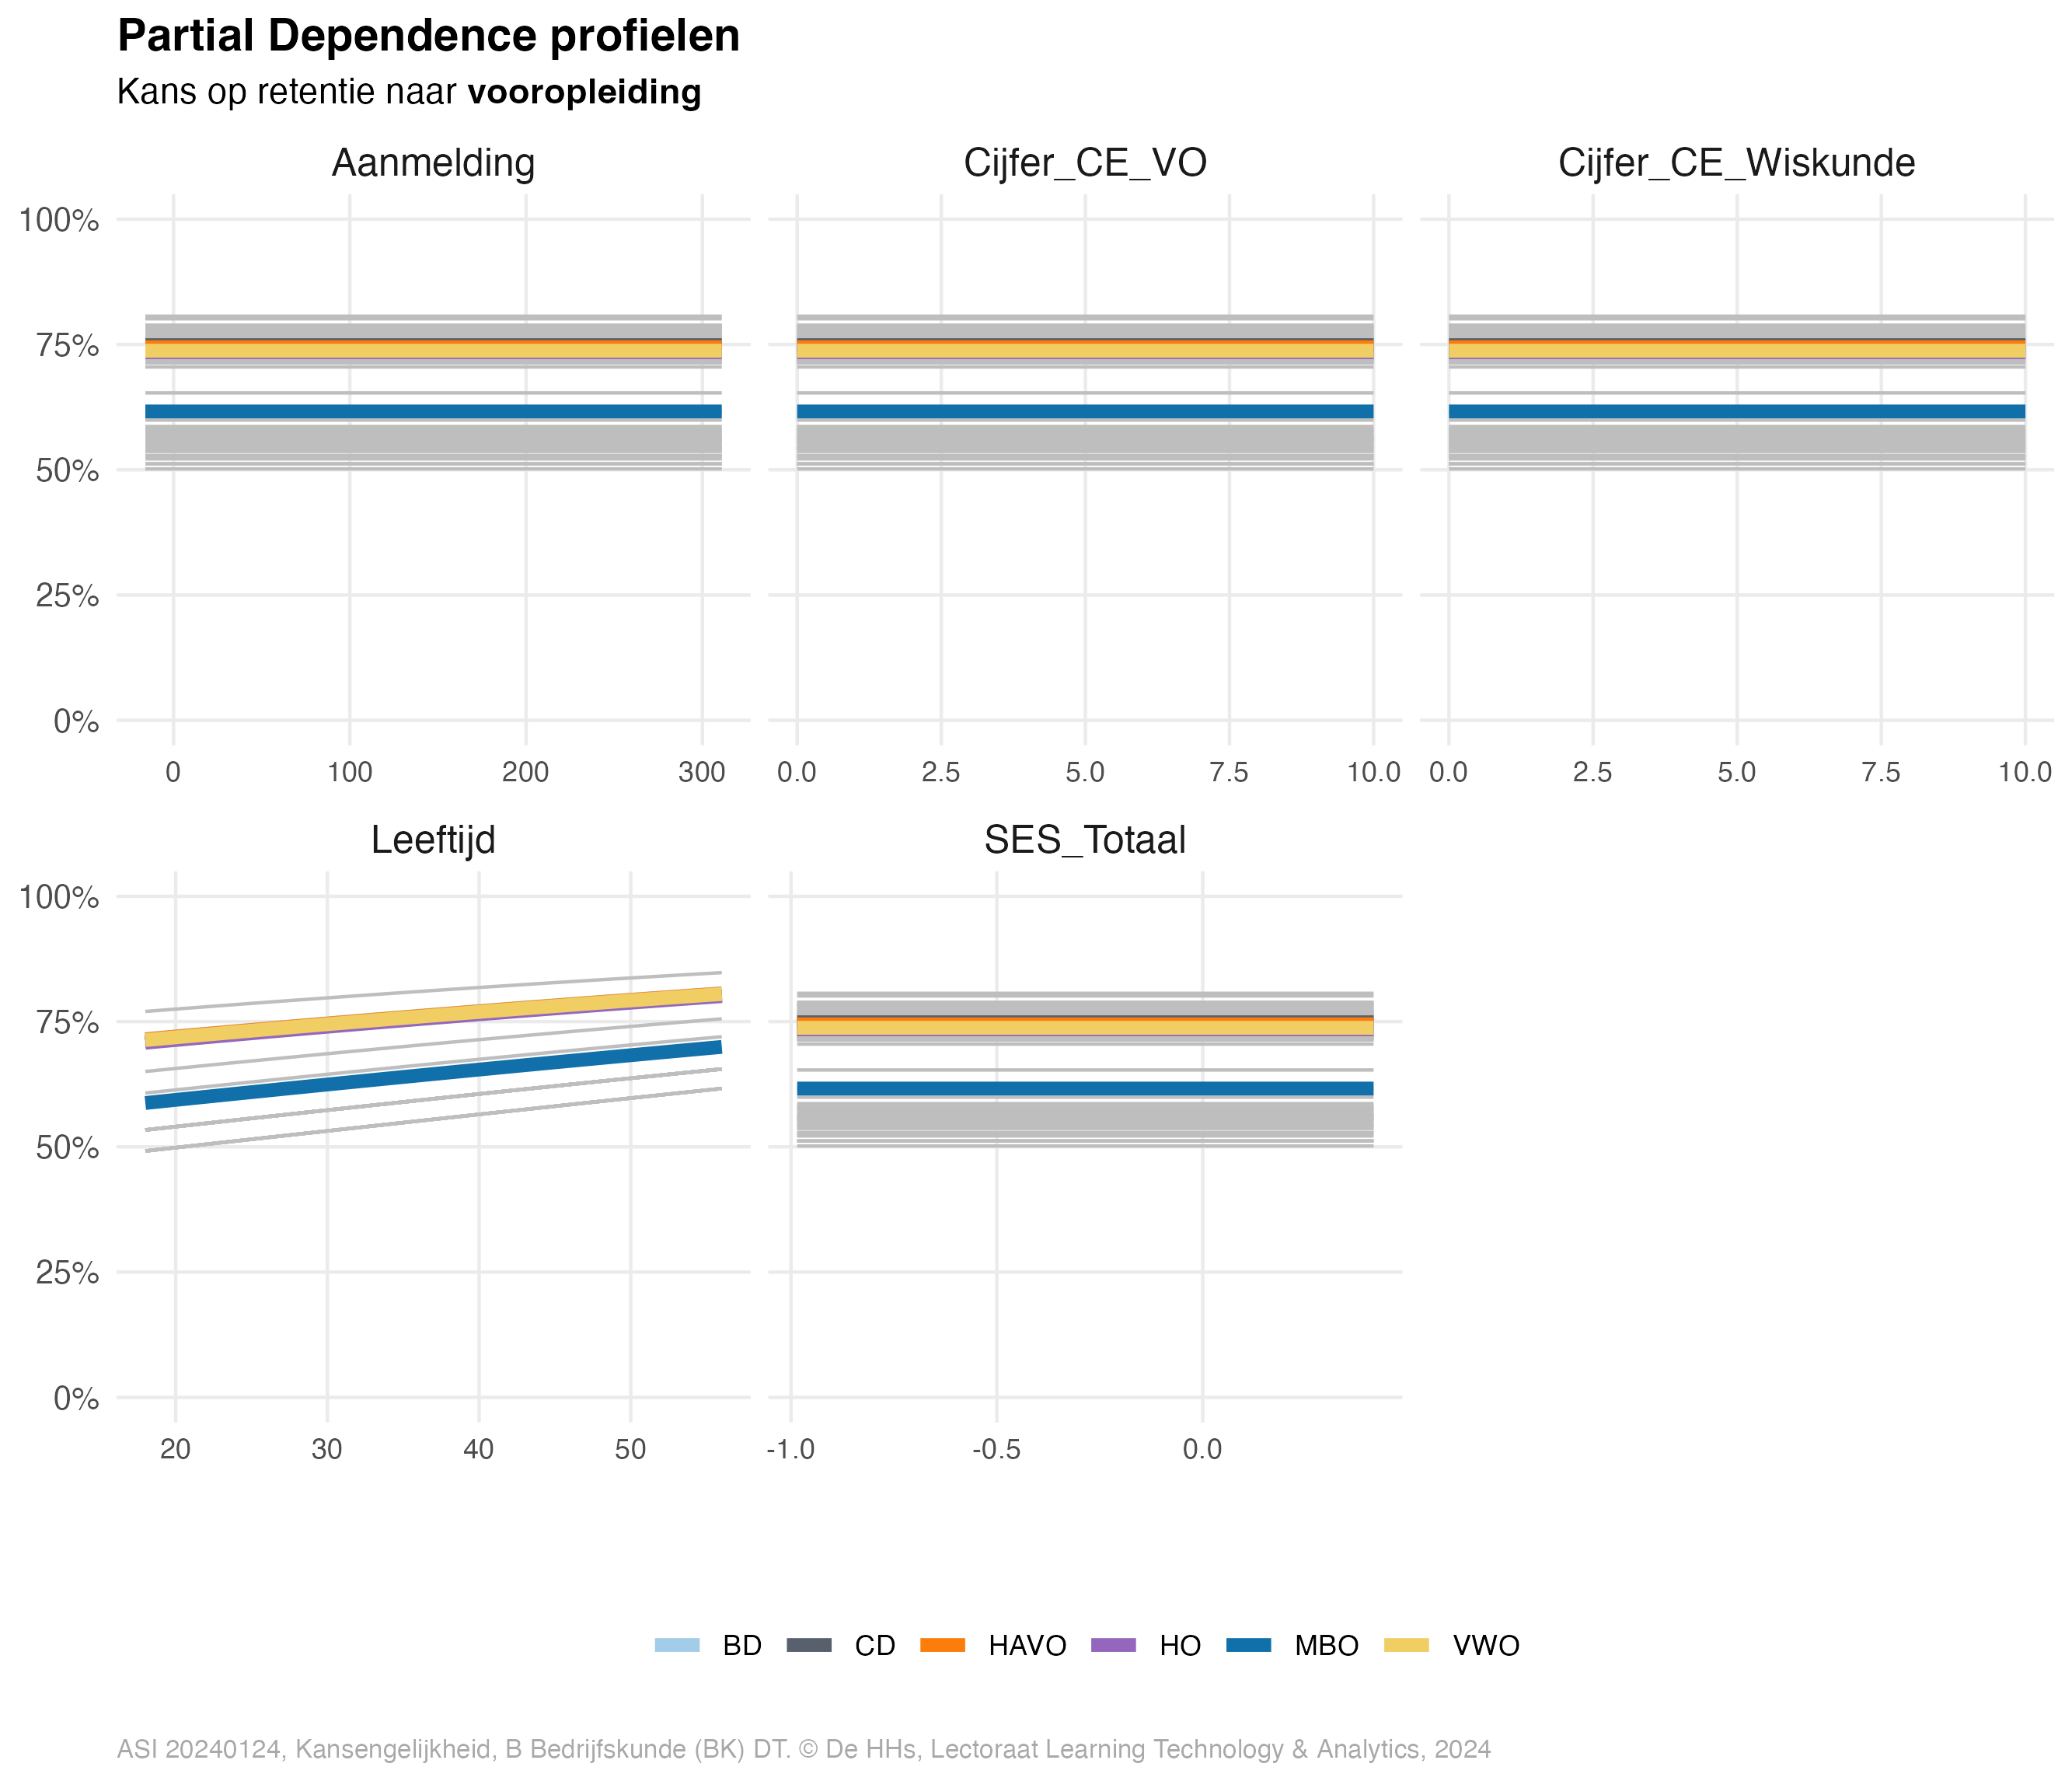 Partial Dependence profielen
Kans op retentie naar vooropleiding
Aanmelding Cijfer_CE_VO Cijfer_CE_Wiskunde
100%
75%
50%
25%
0%
0 100 200 300 0.0 2.5 5.0 7.5 10.0 0.0 2.5 5.0 7.5 10.0
Leeftijd SES_Totaal
100%
75%
50%
25%
0%
20 30 40 50 -1.0 -0.5 0.0
BD CD HAVO HO MBO VWO
ASI 20240124, Kansengelijkheid, B Bedrijfskunde (BK) DT. © De HHs, Lectoraat Learning Technology & Analytics, 2024